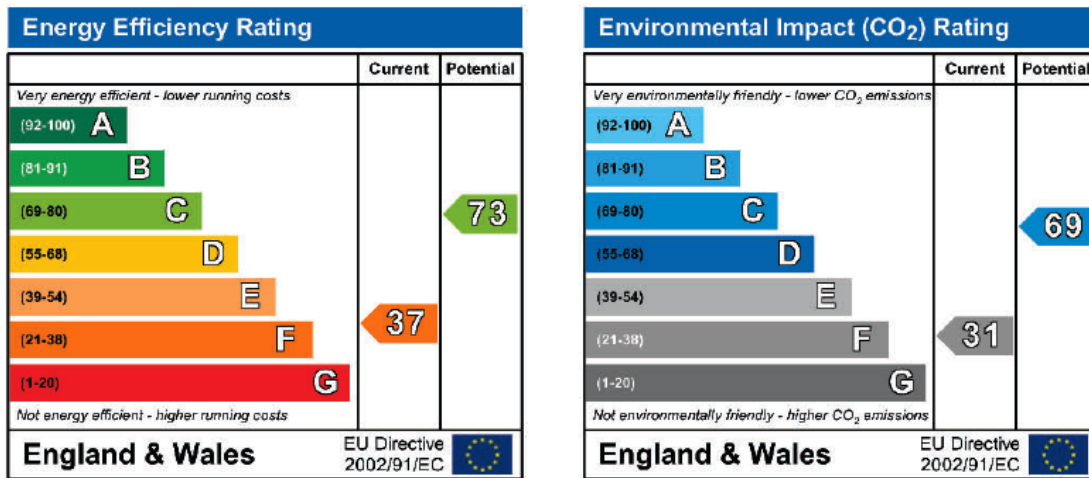 Energy Efficiency Rating
Current Potential
Very energy efficient - lower running costs
(92-100) A
(81-91) B
(69-80) C
73
(55-68) D
(39-54) E
37
(21-38) F
(1-20) G
Not energy efficient - higher running costs
England & Wales
EU Directive
2002/91/EC
Environmental Impact (CO₂) Rating
Current Potential
Very environmentally friendly - lower CO₂ emissions
(92-100) A
(81-91) B
(69-80) C
69
(55-68) D
(39-54) E
(21-38) F
31
(1-20) G
Not environmentally friendly - higher CO₂ emissions
England & Wales
EU Directive
2002/91/EC